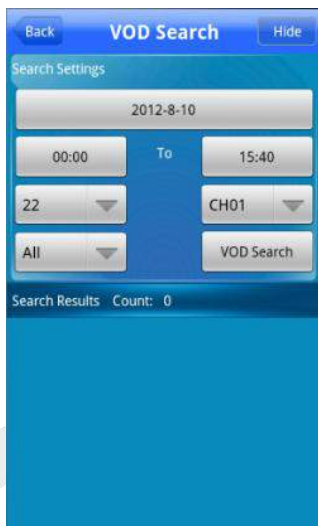 Back VOD Search Hide
Search Settings
2012-8-10
00:00 To 15:40
22 CH01
All VOD Search
Search Results Count: 0